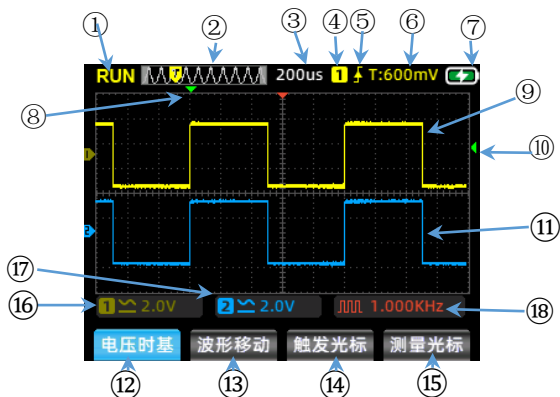 ① ② ③ ④ ⑤ ⑥ ⑦
RUN T 200us 1 T:600mV
⑧ ⑨
1 ⑩
2 ⑪
⑰
⑯ 1 2.0V 2 2.0V 1.000KHz ⑱
电压时基 波形移动 触发光标 测量光标
⑫ ⑬ ⑭ ⑮